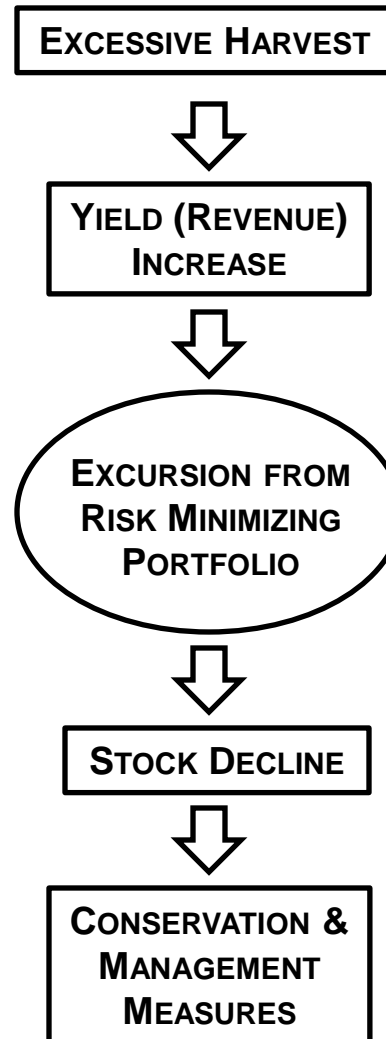 EXCESSIVE HARVEST
YIELD (REVENUE)
INCREASE
EXCURSION FROM
RISK MINIMIZING
PORTFOLIO
STOCK DECLINE
CONSERVATION &
MANAGEMENT
MEASURES